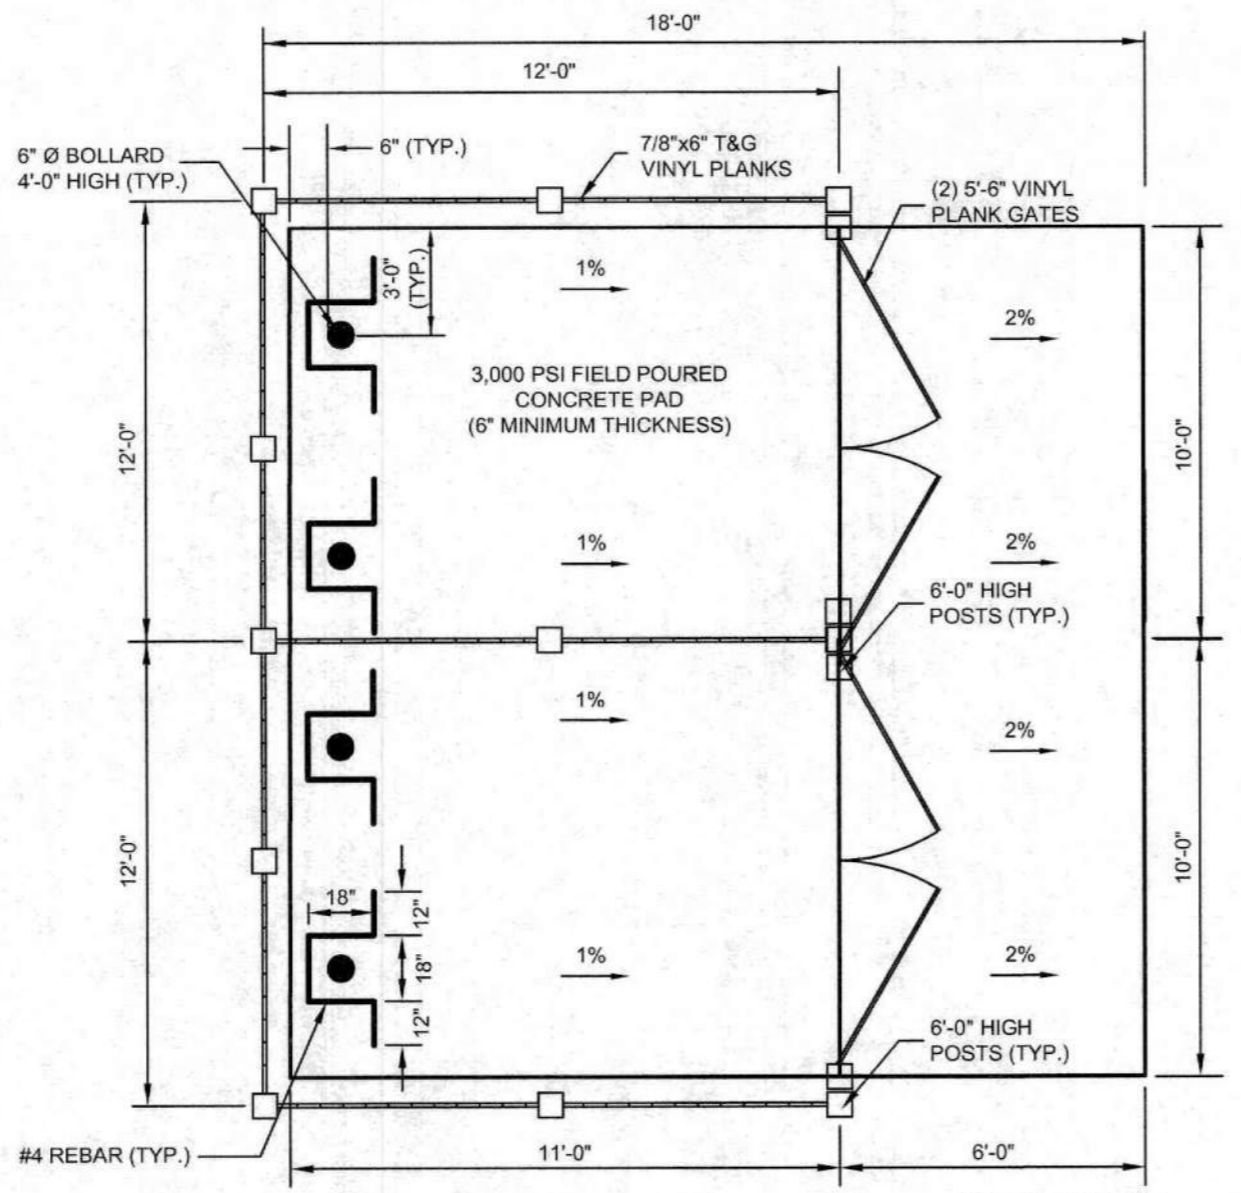 18'-0"
12'-0"
6" Ø BOLLARD
4'-0" HIGH (TYP.)
6" (TYP.)
7/8"x6" T&G
VINYL PLANKS
(2) 5'-6" VINYL
PLANK GATES
3'-0"
(TYP.)
1%
2%
3,000 PSI FIELD POURED
CONCRETE PAD
(6" MINIMUM THICKNESS)
12'-0"
10'-0"
1%
2%
6'-0" HIGH
POSTS (TYP.)
1%
2%
12'-0"
10'-0"
18"
12"
18"
12"
1%
2%
6'-0" HIGH
POSTS (TYP.)
#4 REBAR (TYP.)
11'-0"
6'-0"